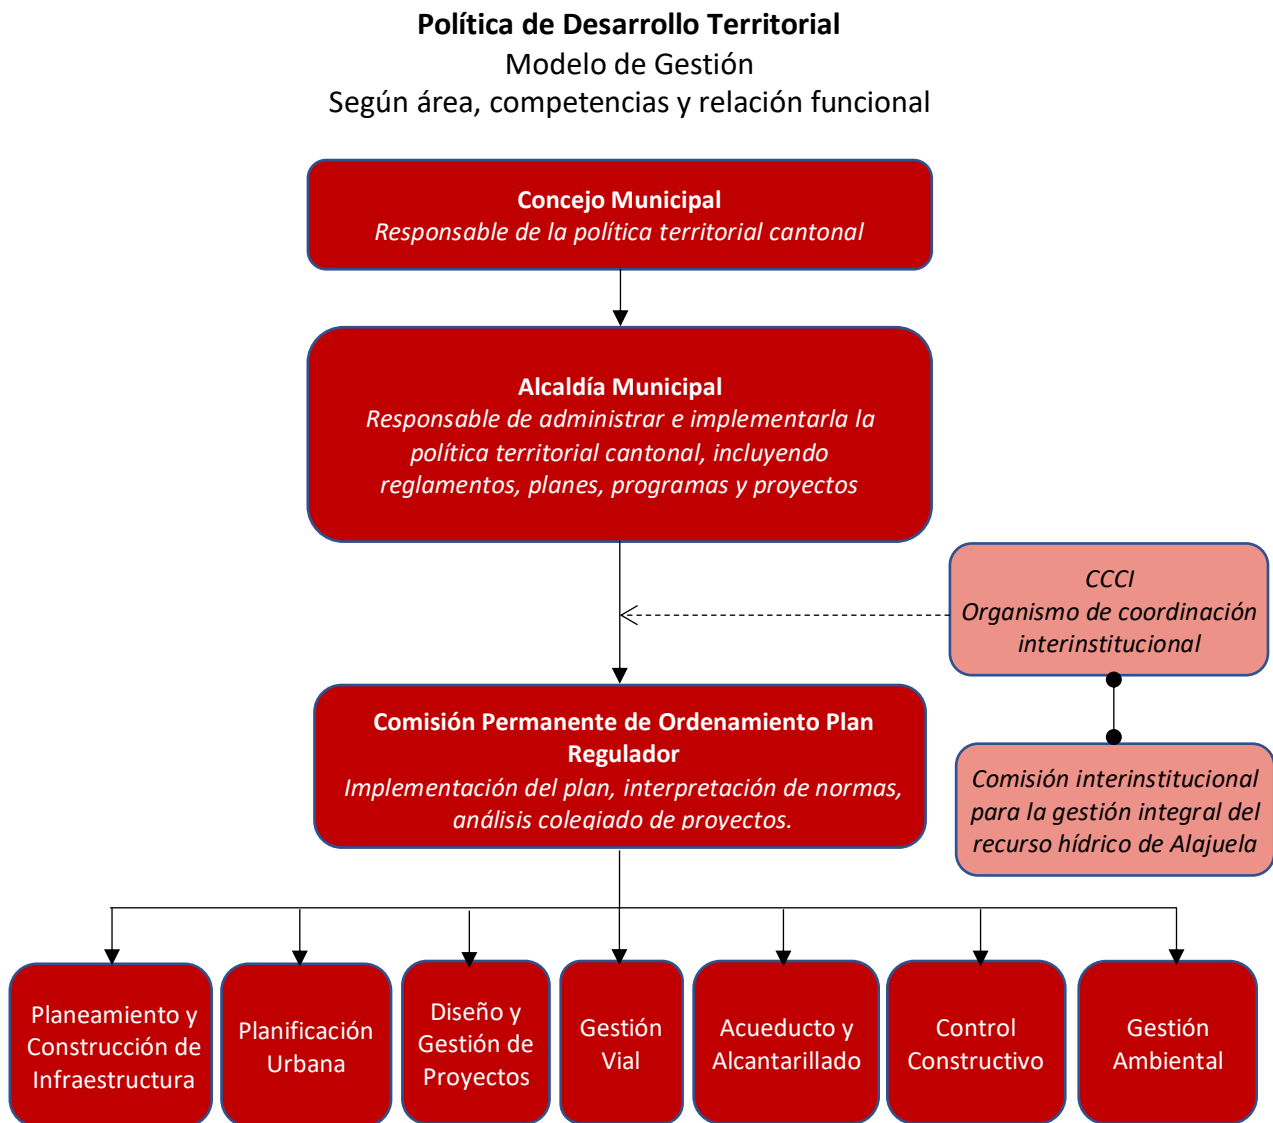 Política de Desarrollo Territorial
Modelo de Gestión
Según área, competencias y relación funcional
Concejo Municipal
Responsable de la política territorial cantonal
Alcaldía Municipal
Responsable de administrar e implementarla la
política territorial cantonal, incluyendo
reglamentos, planes, programas y proyectos
CCCI
Organismo de coordinación
interinstitucional
Comisión Permanente de Ordenamiento Plan
Regulador
Implementación del plan, interpretación de normas,
análisis colegiado de proyectos.
Comisión interinstitucional
para la gestión integral del
recurso hídrico de Alajuela
Planeamiento y
Construcción de
Infraestructura
Planificación
Urbana
Diseño y
Gestión de
Proyectos
Gestión
Vial
Acueducto y
Alcantarillado
Control
Constructivo
Gestión
Ambiental